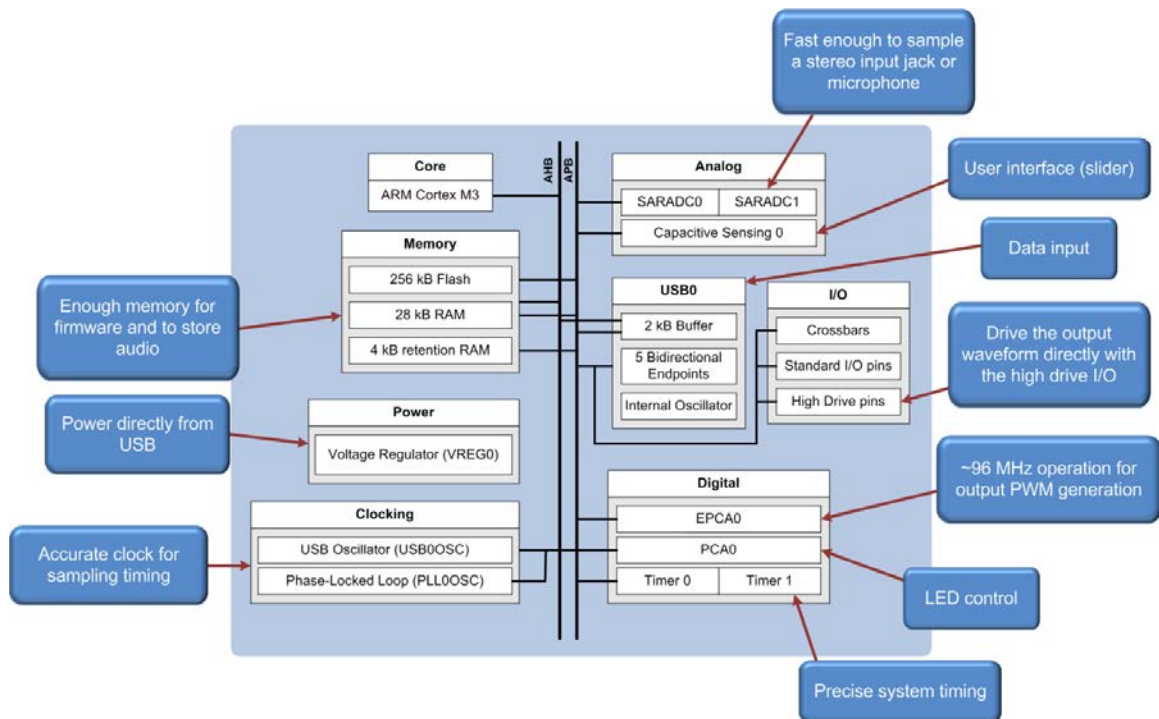 Fast enough to sample
a stereo input jack or
microphone
User interface (slider)
Data input
Drive the output
waveform directly with
the high drive I/O
~96 MHz operation for
output PWM generation
LED control
Precise system timing
Enough memory for
firmware and to store
audio
Power directly from
USB
Accurate clock for
sampling timing
AHB
APB
Core
ARM Cortex M3
Memory
256 kB Flash
28 kB RAM
4 kB retention RAM
Power
Voltage Regulator (VREG0)
Clocking
USB Oscillator (USB0OSC)
Phase-Locked Loop (PLL0OSC)
Analog
SARADC0
SARADC1
Capacitive Sensing 0
USB0
2 kB Buffer
5 Bidirectional
Endpoints
Internal Oscillator
I/O
Crossbars
Standard I/O pins
High Drive pins
Digital
EPCA0
PCA0
Timer 0
Timer 1